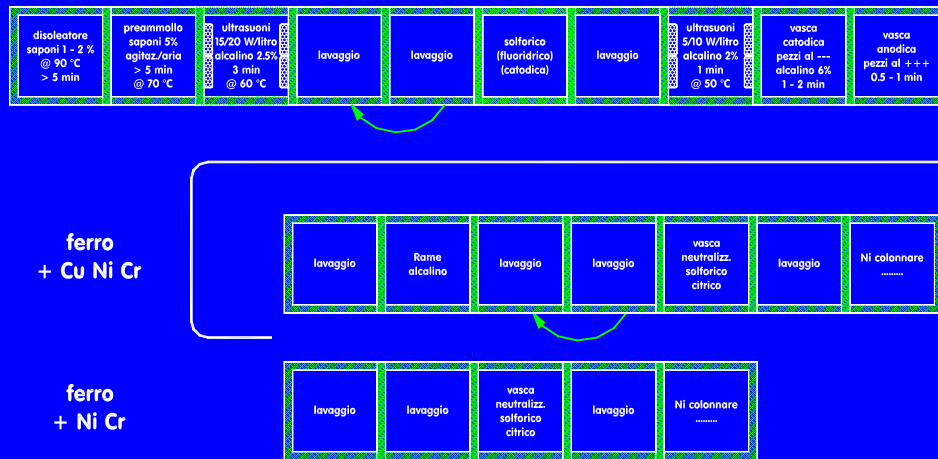 disoleatore
saponi 1 - 2 %
@ 90 °C
> 5 min
preammollo
saponi 5%
agitaz./aria
> 5 min
@ 70 °C
ultrasuoni
15/20 W/litro
alcalino 2.5%
3 min
@ 60 °C
lavaggio
lavaggio
solforico
(fluoridrico)
(catodica)
lavaggio
ultrasuoni
5/10 W/litro
alcalino 2%
1 min
@ 50 °C
vasca
catodica
pezzi al ---
alcalino 6%
1 - 2 min
vasca
anodica
pezzi al +++
0.5 - 1 min
ferro
+ Cu Ni Cr
lavaggio
Rame
alcalino
lavaggio
lavaggio
vasca
neutralizz.
solforico
citrico
lavaggio
Ni colonnare
.........
ferro
+ Ni Cr
lavaggio
lavaggio
vasca
neutralizz.
solforico
citrico
lavaggio
Ni colonnare
.........